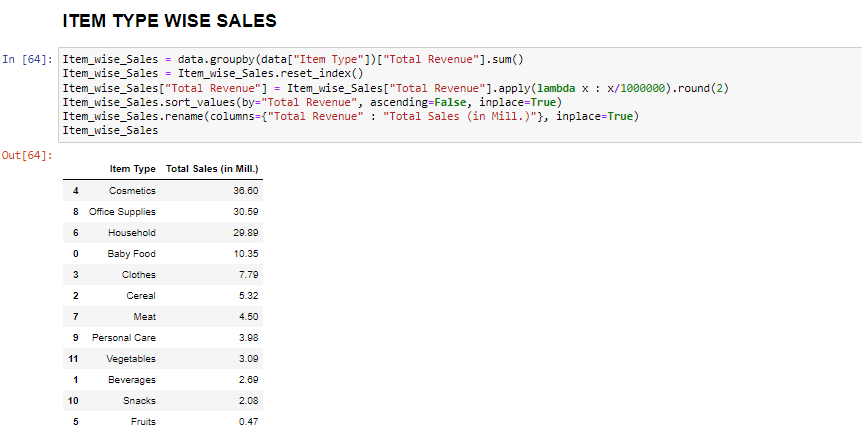 ITEM TYPE WISE SALES
In [64]: Item_wise_Sales = data.groupby(data["Item Type"])["Total Revenue"].sum()
Item_wise_Sales = Item_wise_Sales.reset_index()
Item_wise_Sales["Total Revenue"] = Item_wise_Sales["Total Revenue"].apply(lambda x : x/1000000).round(2)
Item_wise_Sales.sort_values(by="Total Revenue", ascending=False, inplace=True)
Item_wise_Sales.rename(columns={"Total Revenue" : "Total Sales (in Mill.)"}, inplace=True)
Item_wise_Sales
Out[64]:
Item Type Total Sales (in Mill.)
4 Cosmetics 36.60
8 Office Supplies 30.59
6 Household 29.89
0 Baby Food 10.35
3 Clothes 7.79
2 Cereal 5.32
7 Meat 4.50
9 Personal Care 3.98
11 Vegetables 3.09
1 Beverages 2.69
10 Snacks 2.08
5 Fruits 0.47